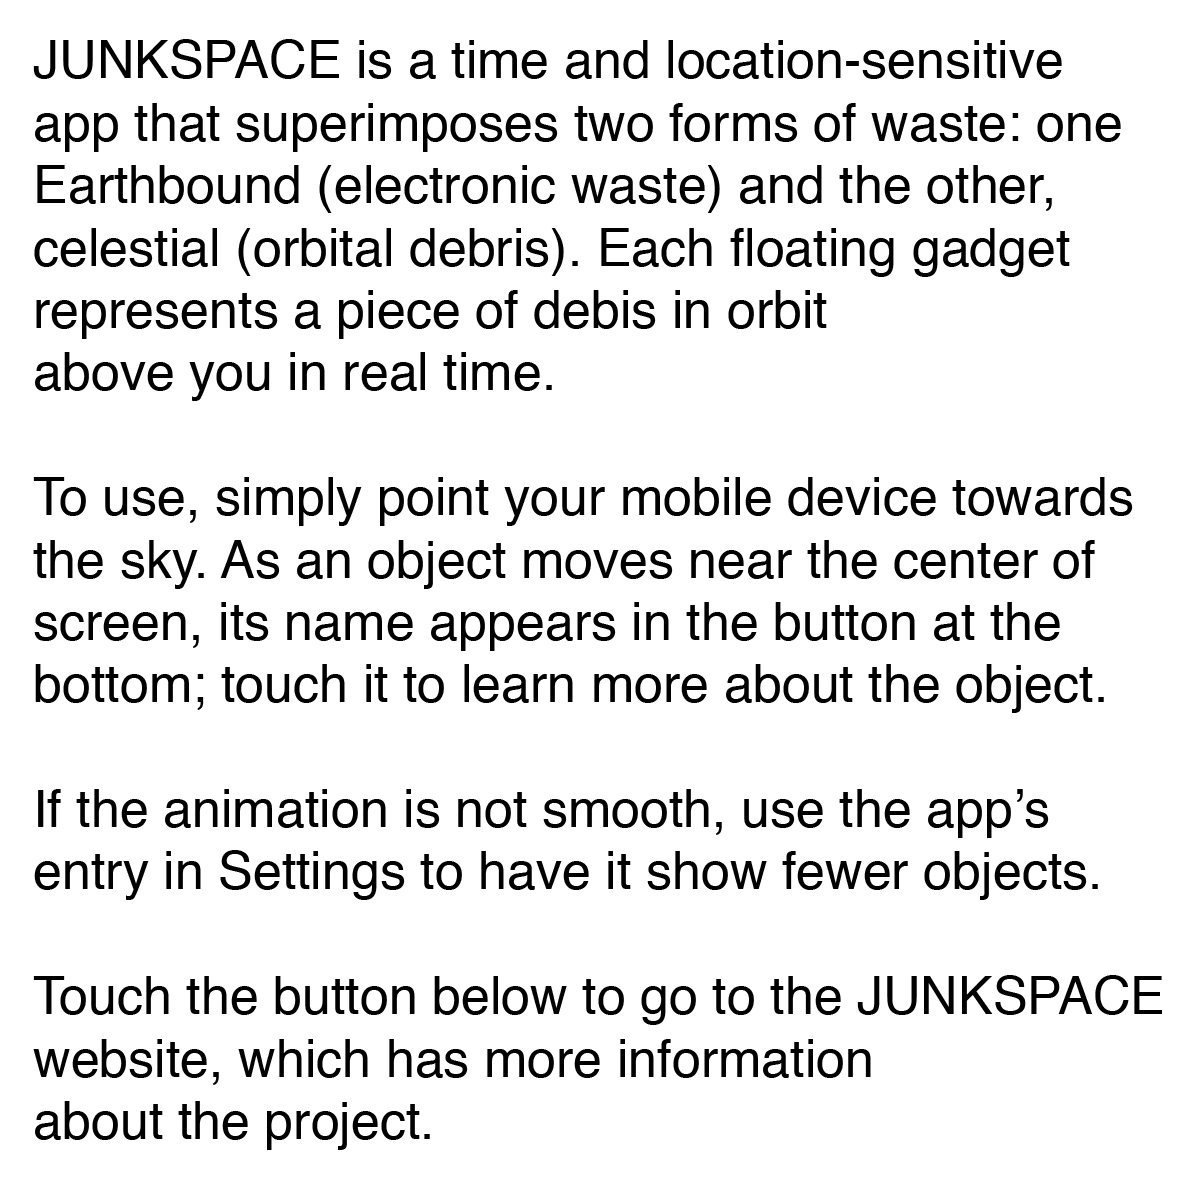 JUNKSPACE is a time and location-sensitive
app that superimposes two forms of waste: one
Earthbound (electronic waste) and the other,
celestial (orbital debris). Each floating gadget
represents a piece of debis in orbit
above you in real time.
To use, simply point your mobile device towards
the sky. As an object moves near the center of
screen, its name appears in the button at the
bottom; touch it to learn more about the object.
If the animation is not smooth, use the app’s
entry in Settings to have it show fewer objects.
Touch the button below to go to the JUNKSPACE
website, which has more information
about the project.